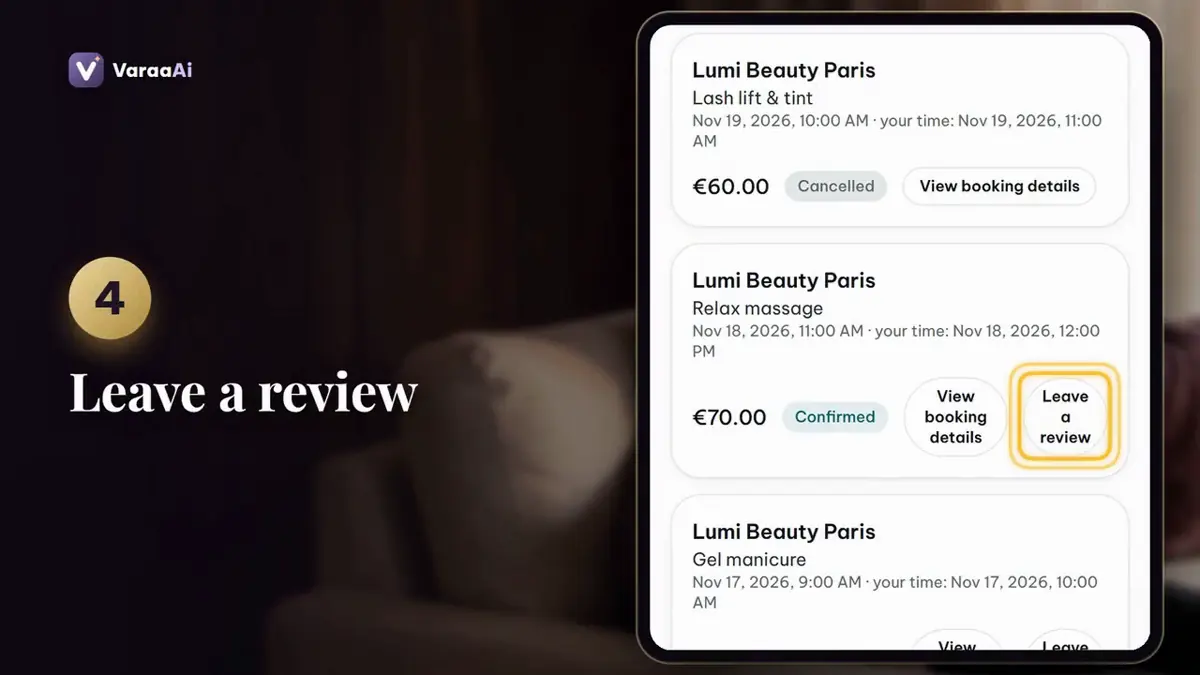 VaraaAi
4
Leave a review
Lumi Beauty Paris
Lash lift & tint
Nov 19, 2026, 10:00 AM · your time: Nov 19, 2026, 11:00
AM
€60.00 Cancelled View booking details
Lumi Beauty Paris
Relax massage
Nov 18, 2026, 11:00 AM · your time: Nov 18, 2026, 12:00
PM
€70.00 Confirmed
View
booking
details
Leave
a
review
Lumi Beauty Paris
Gel manicure
Nov 17, 2026, 9:00 AM · your time: Nov 17, 2026, 10:00
AM
View
Leave